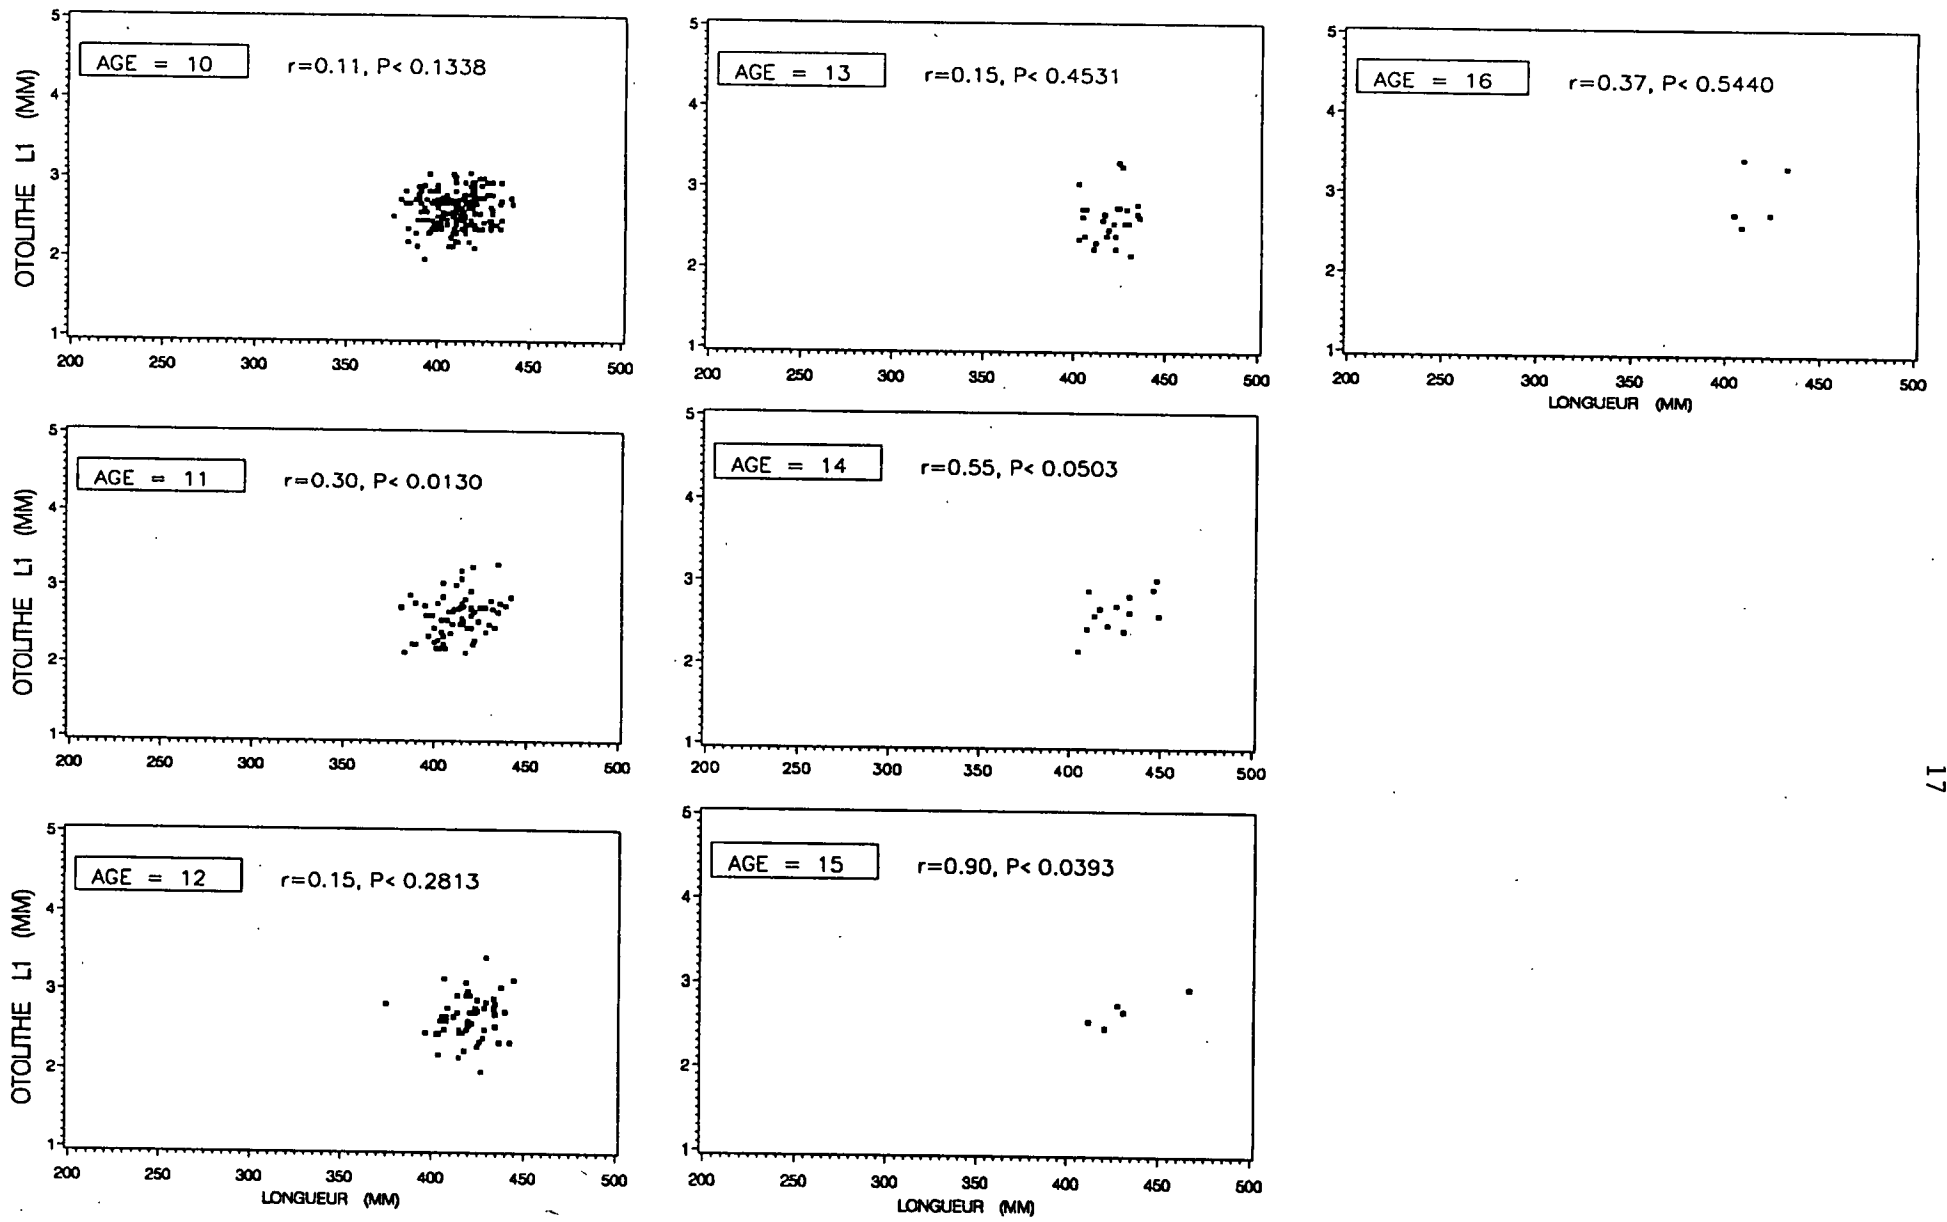 AGE = 10
r=0.11, P< 0.1338
OTOLITHE L1 (MM)
5
4
3
2
1
200 250 300 350 400 450 500
AGE = 11
r=0.30, P< 0.0130
OTOLITHE L1 (MM)
5
4
3
2
1
200 250 300 350 400 450 500
AGE = 12
r=0.15, P< 0.2813
OTOLITHE L1 (MM)
5
4
3
2
1
200 250 300 350 400 450 500
LONGUEUR (MM)
AGE = 13
r=0.15, P< 0.4531
5
4
3
2
1
200 250 300 350 400 450 500
AGE = 14
r=0.55, P< 0.0503
5
4
3
2
1
200 250 300 350 400 450 500
AGE = 15
r=0.90, P< 0.0393
5
4
3
2
1
200 250 300 350 400 450 500
LONGUEUR (MM)
AGE = 16
r=0.37, P< 0.5440
5
4
3
2
1
200 250 300 350 400 450 500
LONGUEUR (MM)
17